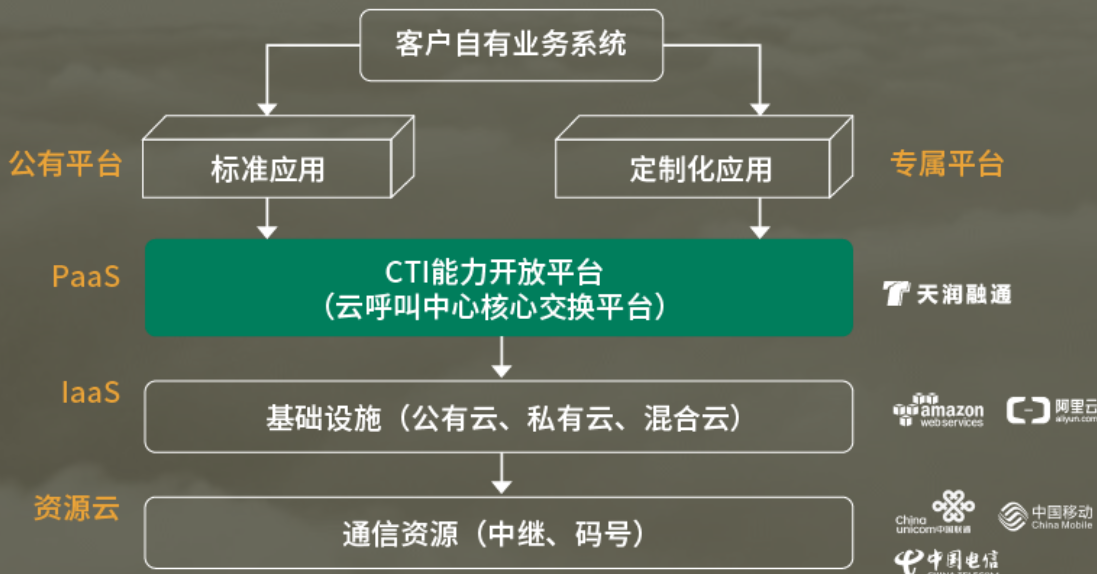 客户自有业务系统
公有平台
标准应用
定制化应用
专属平台
PaaS
CTI能力开放平台
（云呼叫中心核心交换平台）
天润融通
IaaS
基础设施（公有云、私有云、混合云）
amazon
webservices
阿里云
aliyun.com
资源云
通信资源（中继、码号）
China
unicom中国联通
中国移动
China Mobile
中国电信
CHINA TELECOM